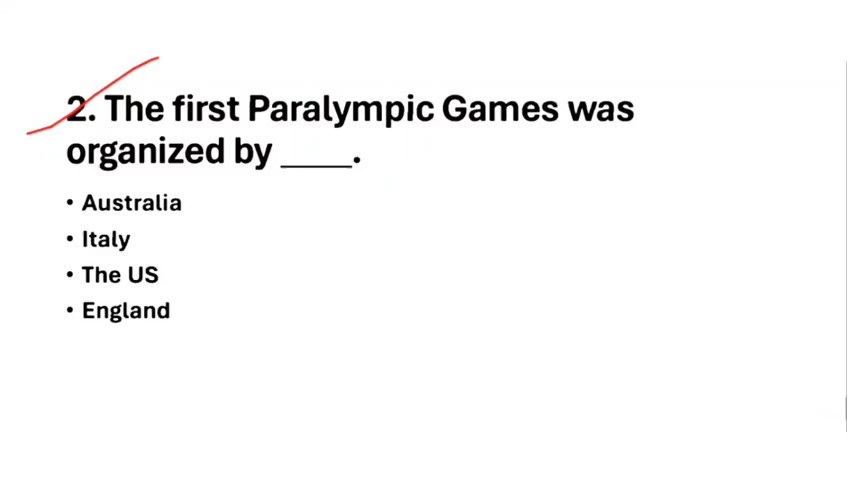 2. The first Paralympic Games was
organized by ____.
• Australia
• Italy
• The US
• England